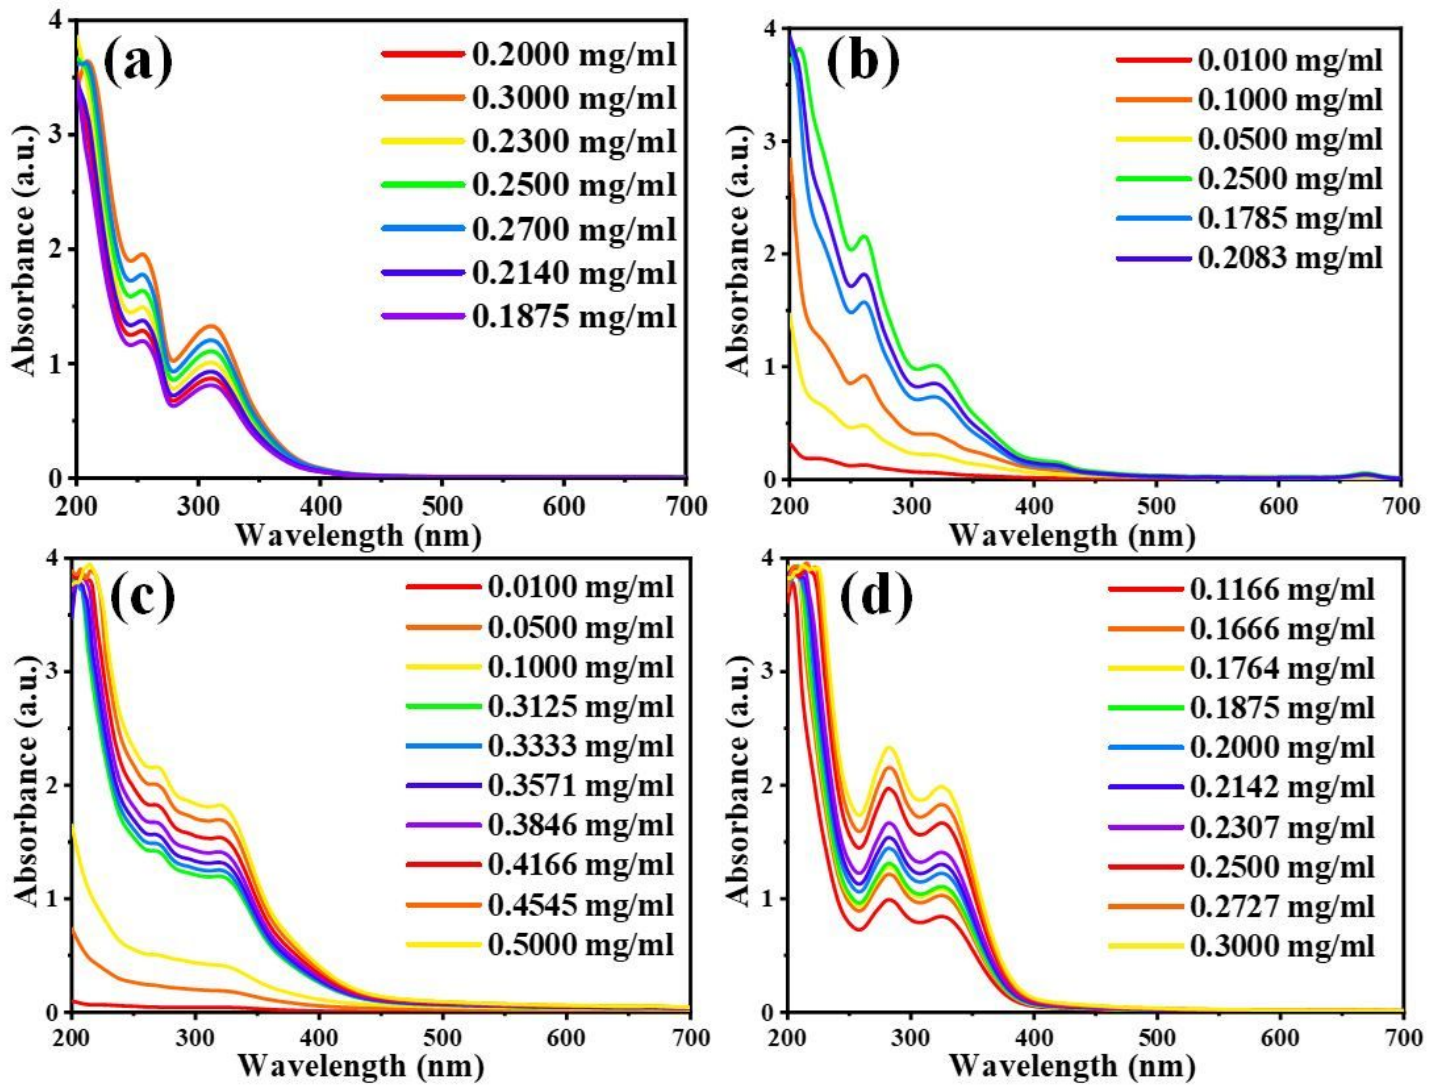 (a)
0.2000 mg/ml
0.3000 mg/ml
0.2300 mg/ml
0.2500 mg/ml
0.2700 mg/ml
0.2140 mg/ml
0.1875 mg/ml
Absorbance (a.u.)
4
3
2
1
0
200 300 400 500 600 700
Wavelength (nm)
(b)
0.0100 mg/ml
0.1000 mg/ml
0.0500 mg/ml
0.2500 mg/ml
0.1785 mg/ml
0.2083 mg/ml
Absorbance (a.u.)
4
3
2
1
0
200 300 400 500 600 700
Wavelength (nm)
(c)
0.0100 mg/ml
0.0500 mg/ml
0.1000 mg/ml
0.3125 mg/ml
0.3333 mg/ml
0.3571 mg/ml
0.3846 mg/ml
0.4166 mg/ml
0.4545 mg/ml
0.5000 mg/ml
Absorbance (a.u.)
4
3
2
1
0
200 300 400 500 600 700
Wavelength (nm)
(d)
0.1166 mg/ml
0.1666 mg/ml
0.1764 mg/ml
0.1875 mg/ml
0.2000 mg/ml
0.2142 mg/ml
0.2307 mg/ml
0.2500 mg/ml
0.2727 mg/ml
0.3000 mg/ml
Absorbance (a.u.)
4
3
2
1
0
200 300 400 500 600 700
Wavelength (nm)